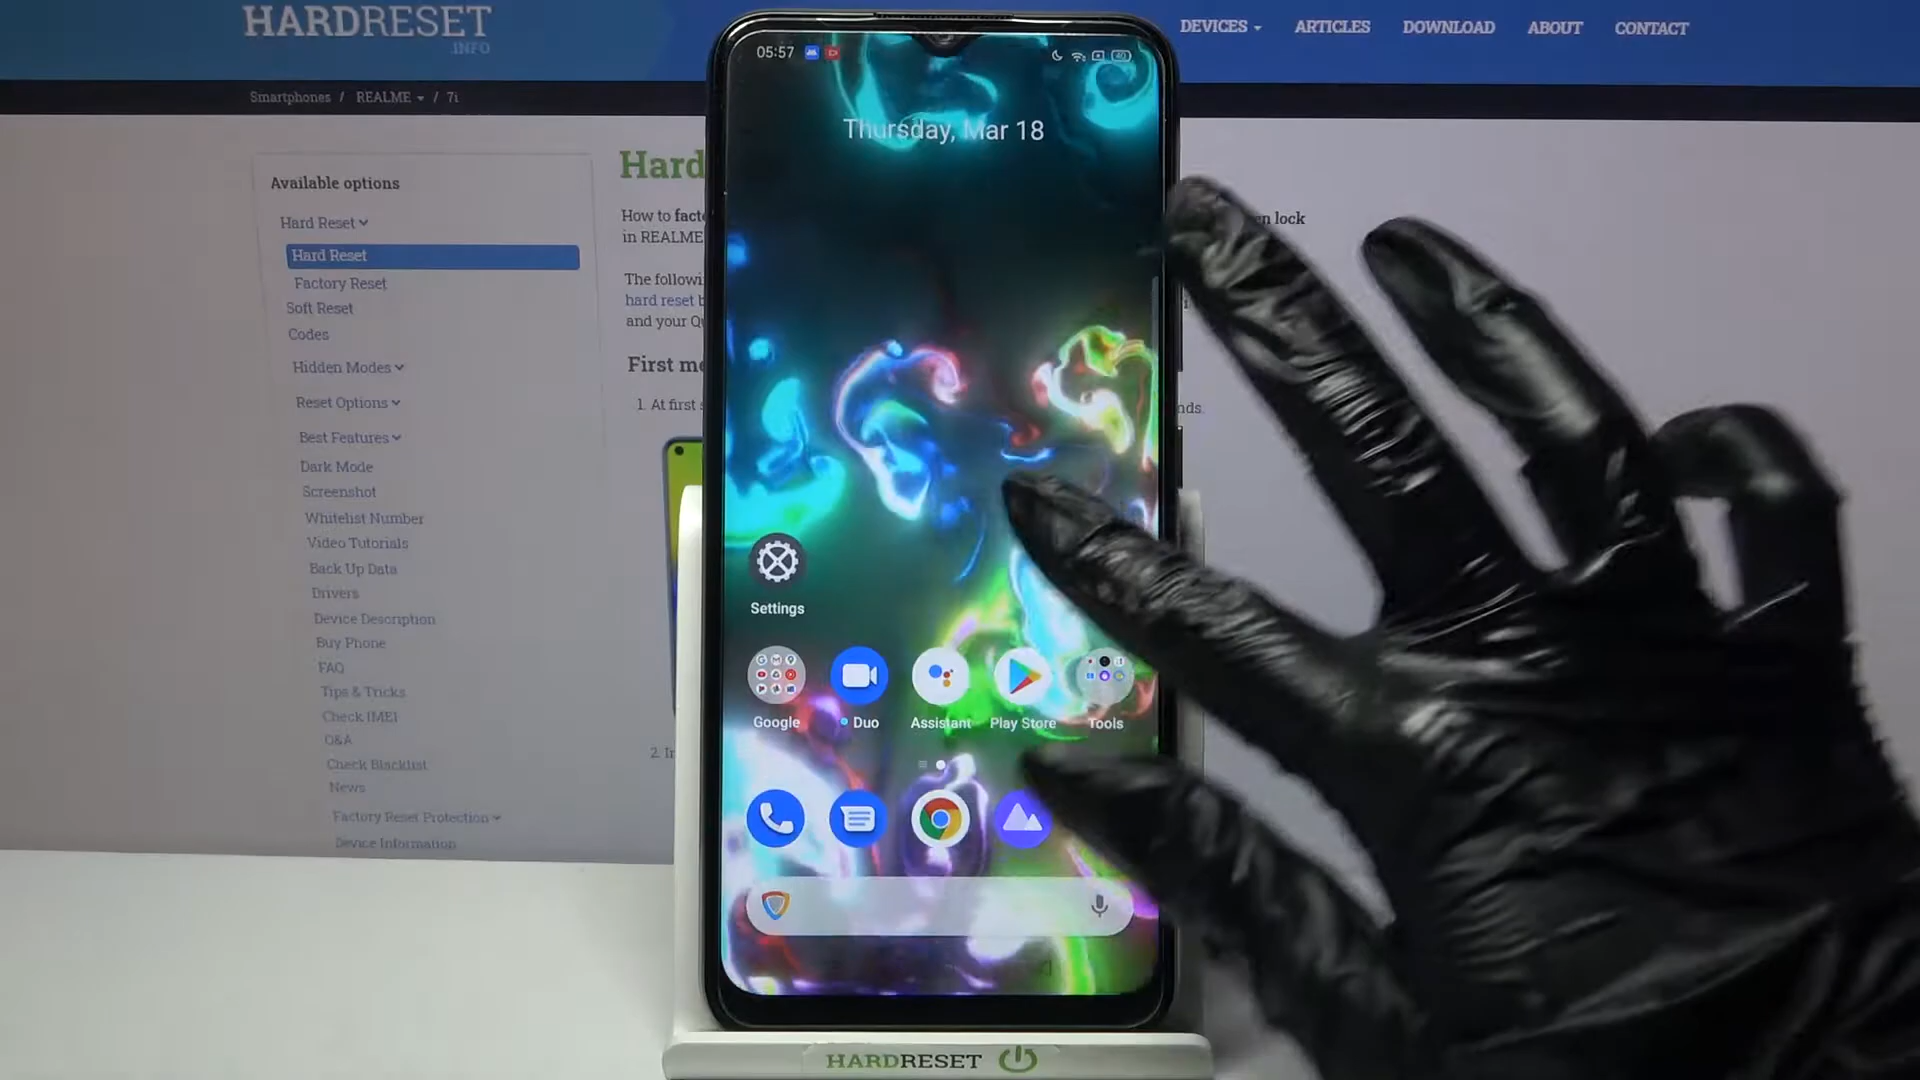 HARDRESET
.INFO
DEVICES
ARTICLES
DOWNLOAD
ABOUT
CONTACT
Smartphones / REALME / 7i
Available options
Hard Reset
Hard Reset
Factory Reset
Soft Reset
Codes
Hidden Modes
Reset Options
Best Features
Dark Mode
Screenshot
Whitelist Number
Video Tutorials
Back Up Data
Drivers
Device Description
Buy Phone
FAQ
Tips & Tricks
Check IMEI
Q&A
Check Blacklist
News
Factory Reset Protection
Device Information
Hard
How to
lock
in REALME
The
hard reset
and your
First
1. At first
2.
05:57
Thursday, Mar 18
Settings
Google
Duo
Assistant
Play Store
Tools
HARDRESET